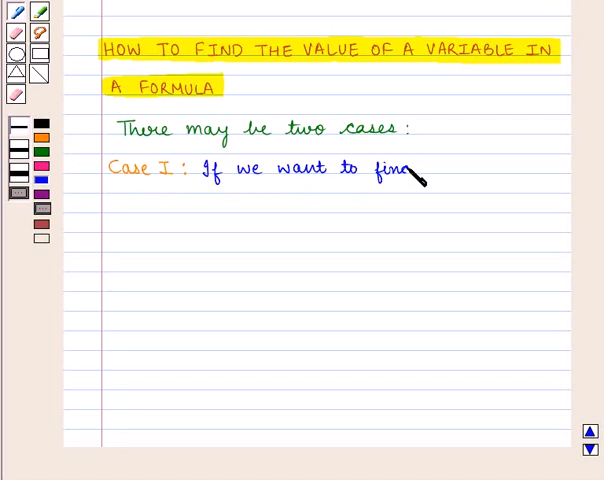 HOW TO FIND THE VALUE OF A VARIABLE IN
A FORMULA
There may be two cases:
Case I: If we want to